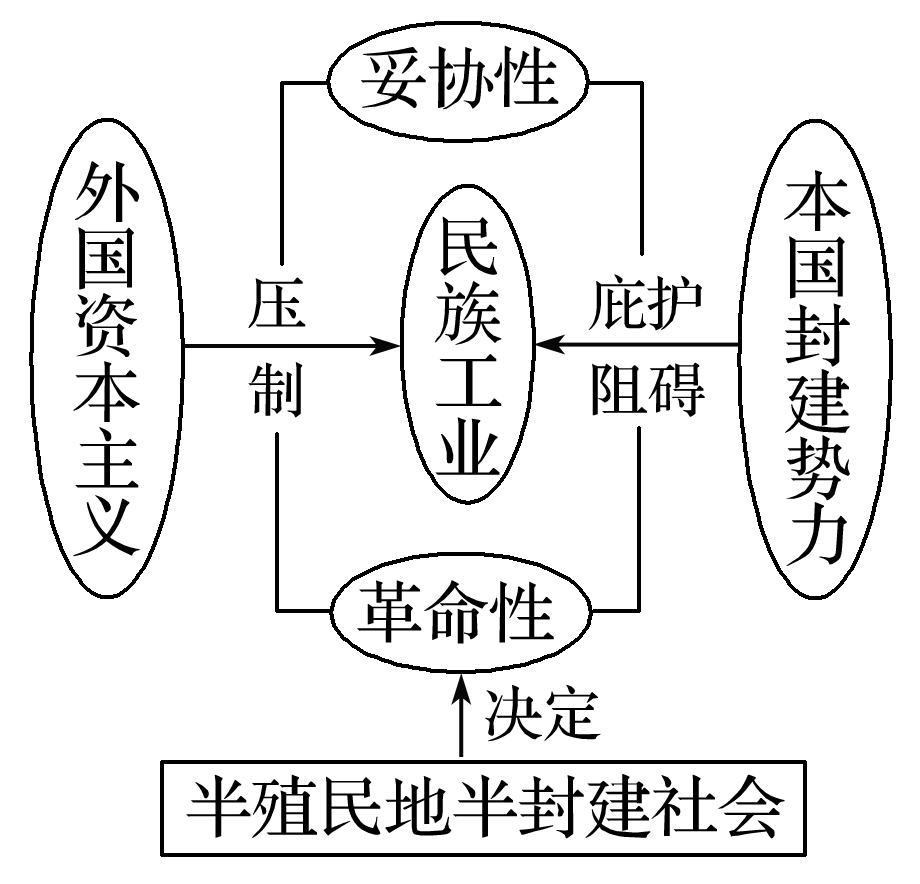 妥协性
外国资本主义
压
制
民族工业
庇护
阻碍
本国封建势力
革命性
决定
半殖民地半封建社会